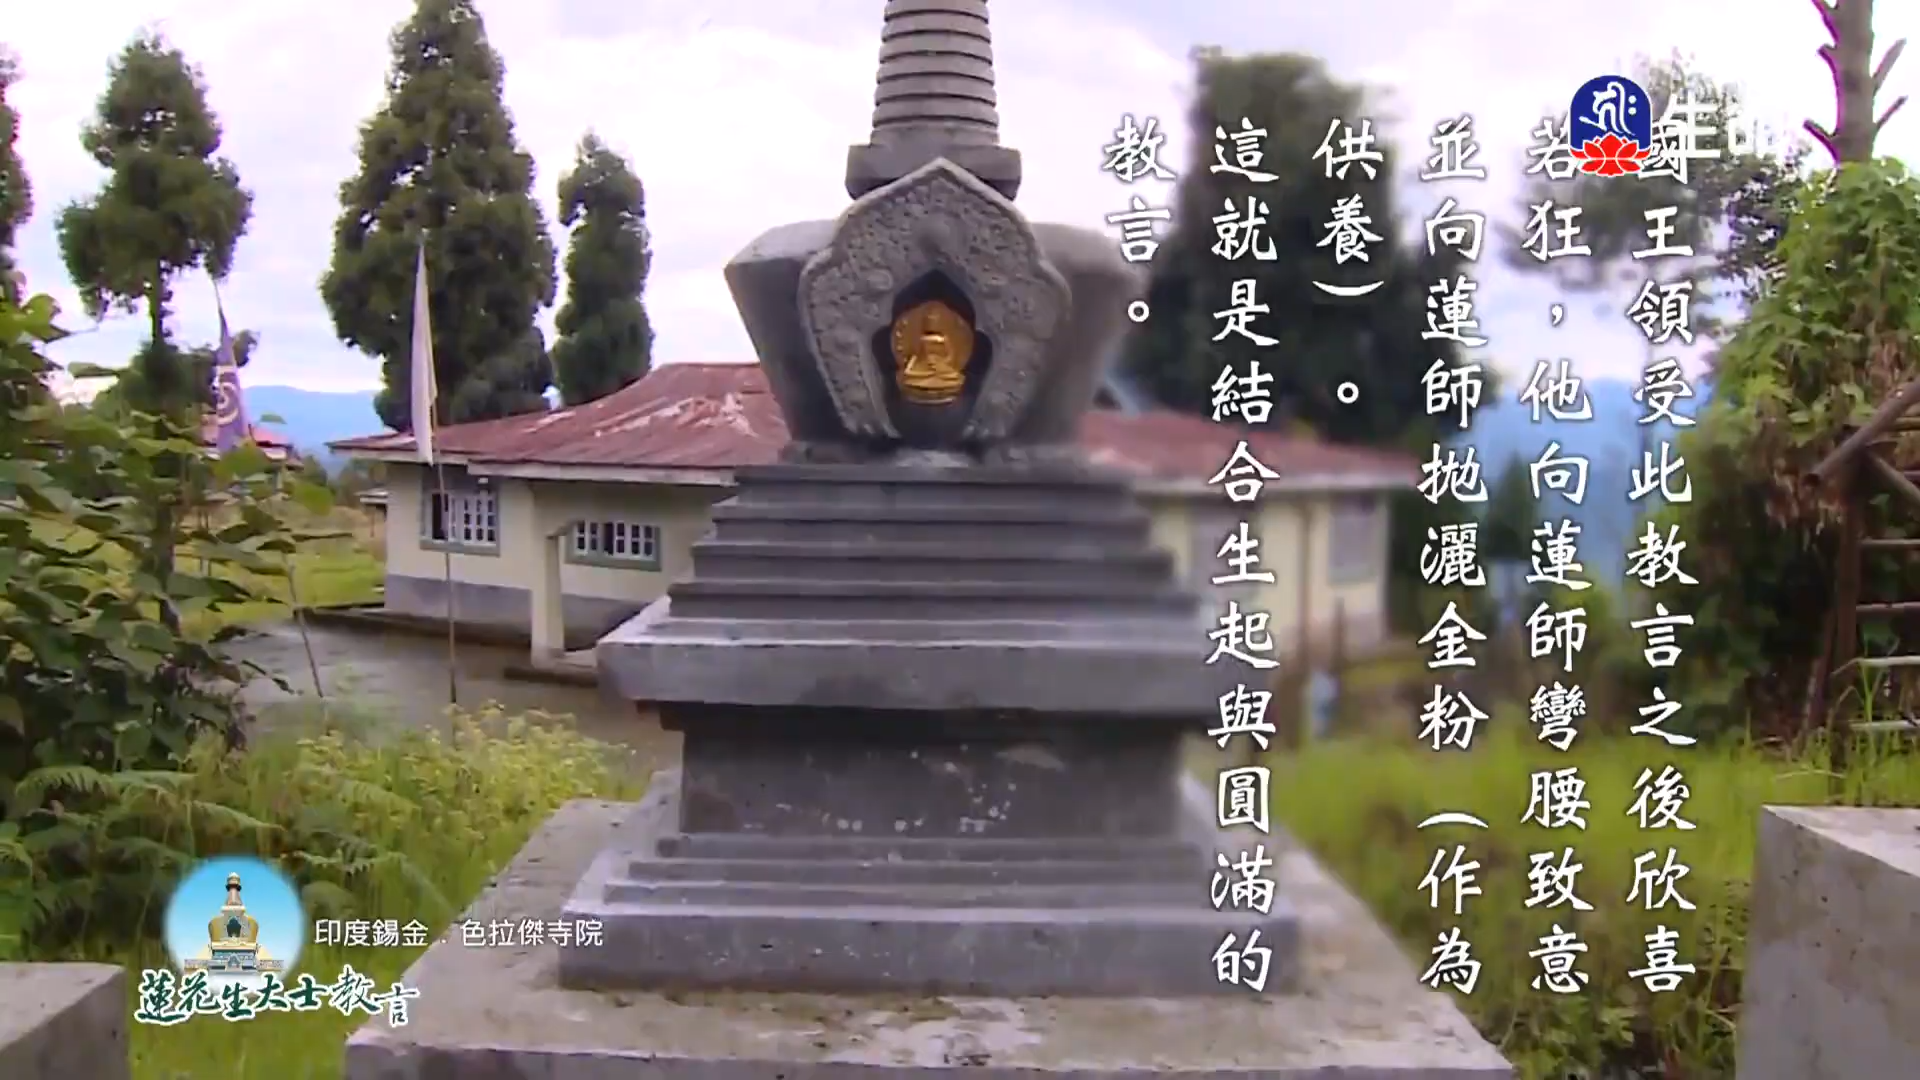 國王領受此教言之後欣喜
若狂，他向蓮師彎腰致意
並向蓮師拋灑金粉（作為
供養）。
這就是結合生起與圓滿的
教言。
生命
印度錫金．色拉傑寺院
蓮花生大士教言